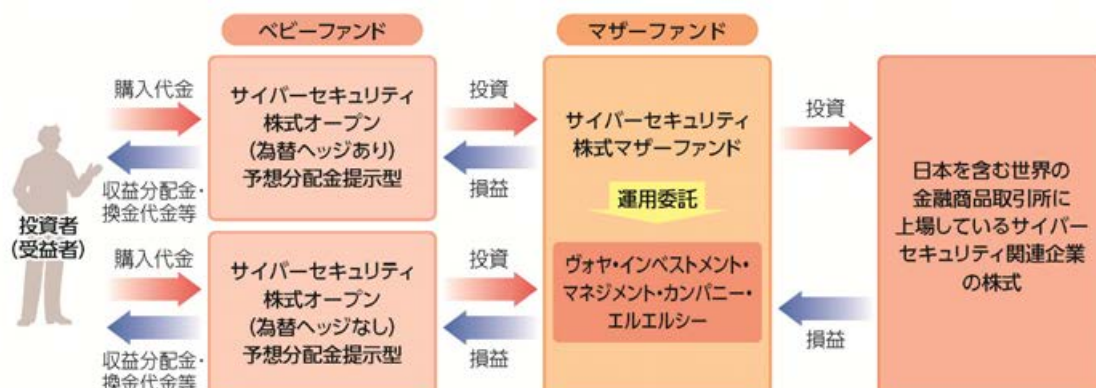 ベビーファンド
マザーファンド
購入代金
収益分配金・
換金代金等
サイバーセキュリティ
株式オープン
(為替ヘッジあり)
予想分配金提示型
投資
損益
サイバーセキュリティ
株式マザーファンド
運用委託
ヴォヤ・インベストメント・
マネジメント・カンパニー・
エルエルシー
投資
損益
日本を含む世界の
金融商品取引所に
上場しているサイバー
セキュリティ関連企業
の株式
投資者
(受益者)
購入代金
収益分配金・
換金代金等
サイバーセキュリティ
株式オープン
(為替ヘッジなし)
予想分配金提示型
投資
損益